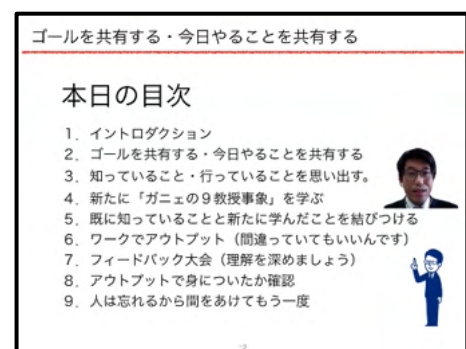 ゴールを共有する・今日やることを共有する
本日の目次
1．イントロダクション
2．ゴールを共有する・今日やることを共有する
3．知っていること・行っていることを思い出す。
4．新たに「ガニェの9教授事象」を学ぶ
5．既に知っていることと新たに学んだことを結びつける
6．ワークでアウトプット（間違っていてもいいんです）
7．フィードバック大会（理解を深めましょう）
8．アウトプットで身についたか確認
9．人は忘れるから間をあけてもう一度